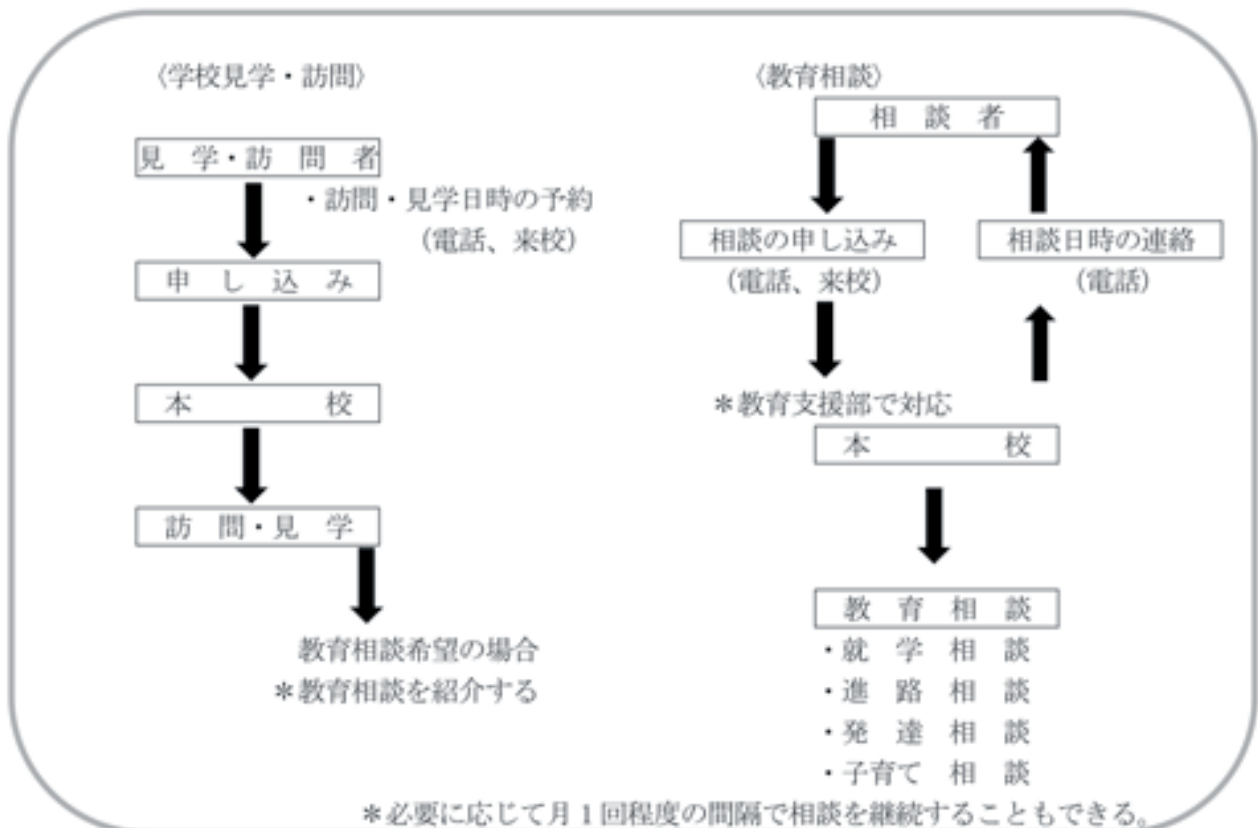 〈学校見学・訪問〉
見 学・訪 問 者
・訪問・見学日時の予約
(電話、来校)
申 し 込 み
本 校
訪 問・見 学
教育相談希望の場合
＊教育相談を紹介する
〈教育相談〉
相 談 者
相談の申し込み
(電話、来校)
相談日時の連絡
(電話)
＊教育支援部で対応
本 校
教 育 相 談
・就 学 相 談
・進 路 相 談
・発 達 相 談
・子育て 相 談
＊必要に応じて月１回程度の間隔で相談を継続することもできる。